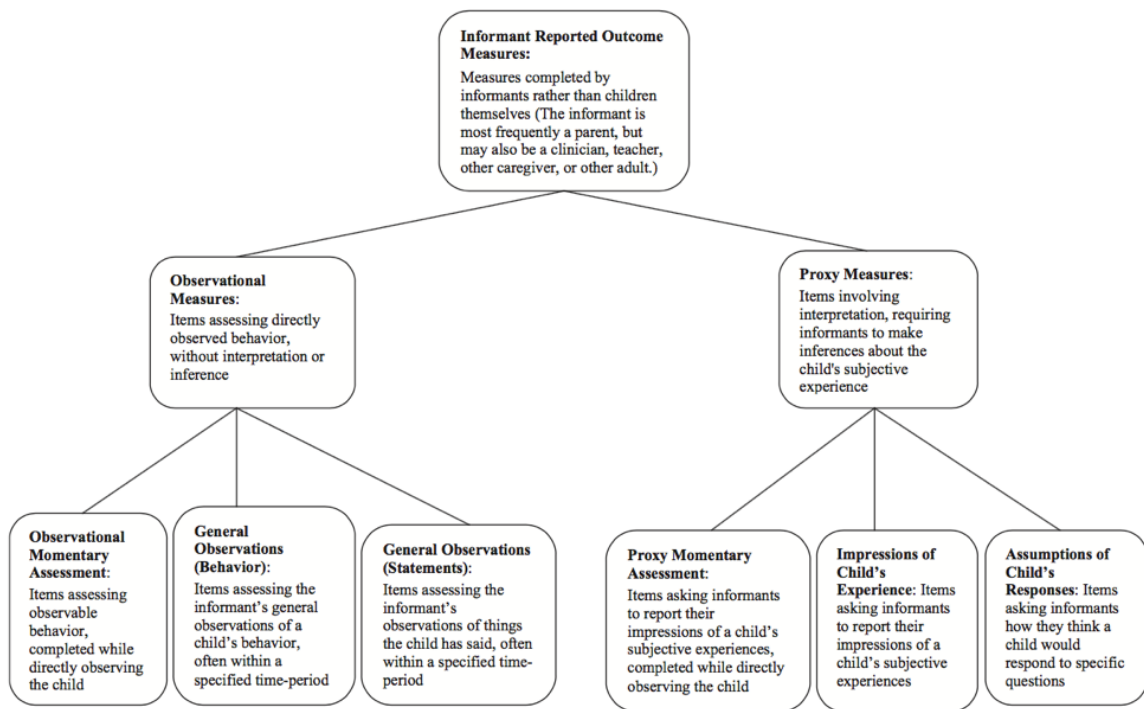 Informant Reported Outcome
Measures:
Measures completed by
informants rather than children
themselves (The informant is
most frequently a parent, but
may also be a clinician, teacher,
other caregiver, or other adult.)
Observational
Measures:
Items assessing directly
observed behavior,
without interpretation or
inference
Proxy Measures:
Items involving
interpretation, requiring
informants to make
inferences about the
child's subjective
experience
Observational
Momentary
Assessment:
Items assessing
observable
behavior,
completed while
directly observing
the child
General
Observations
(Behavior):
Items assessing the
informant's general
observations of a
child's behavior,
often within a
specified time-period
General Observations
(Statements):
Items assessing the
informant's
observations of things
the child has said, often
within a specified time-
period
Proxy Momentary
Assessment:
Items asking informants
to report their
impressions of a child's
subjective experiences,
completed while directly
observing the child
Impressions of
Child's
Experience: Items
asking informants
to report their
impressions of a
child's subjective
experiences
Assumptions of
Child's
Responses: Items
asking informants
how they think a
child would
respond to specific
questions